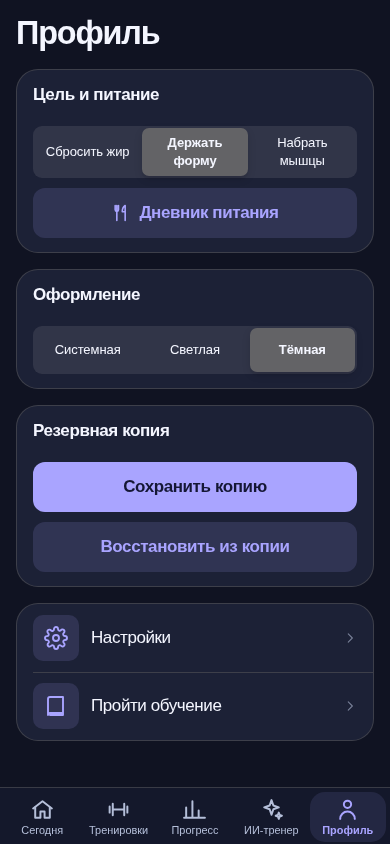 Профиль
Цель и питание
Сбросить жир
Держать
форму
Набрать
мышцы
Дневник питания
Оформление
Системная
Светлая
Тёмная
Резервная копия
Сохранить копию
Восстановить из копии
Настройки
Пройти обучение
Сегодня
Тренировки
Прогресс
ИИ-тренер
Профиль